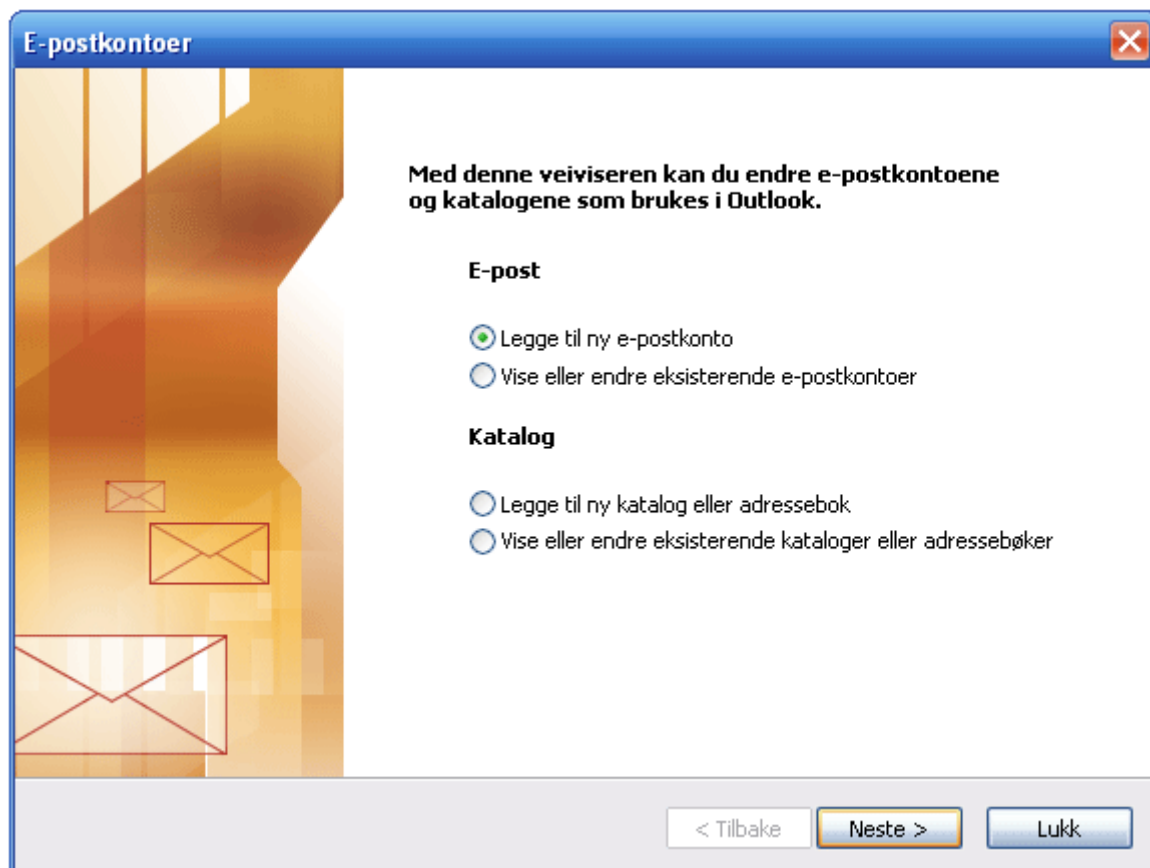 E-postkontoer
Med denne veiviseren kan du endre e-postkontoene
og katalogene som brukes i Outlook.
E-post
Legge til ny e-postkonto
Vise eller endre eksisterende e-postkontoer
Katalog
Legge til ny katalog eller adressebok
Vise eller endre eksisterende kataloger eller adressebøker
< Tilbake Neste > Lukk